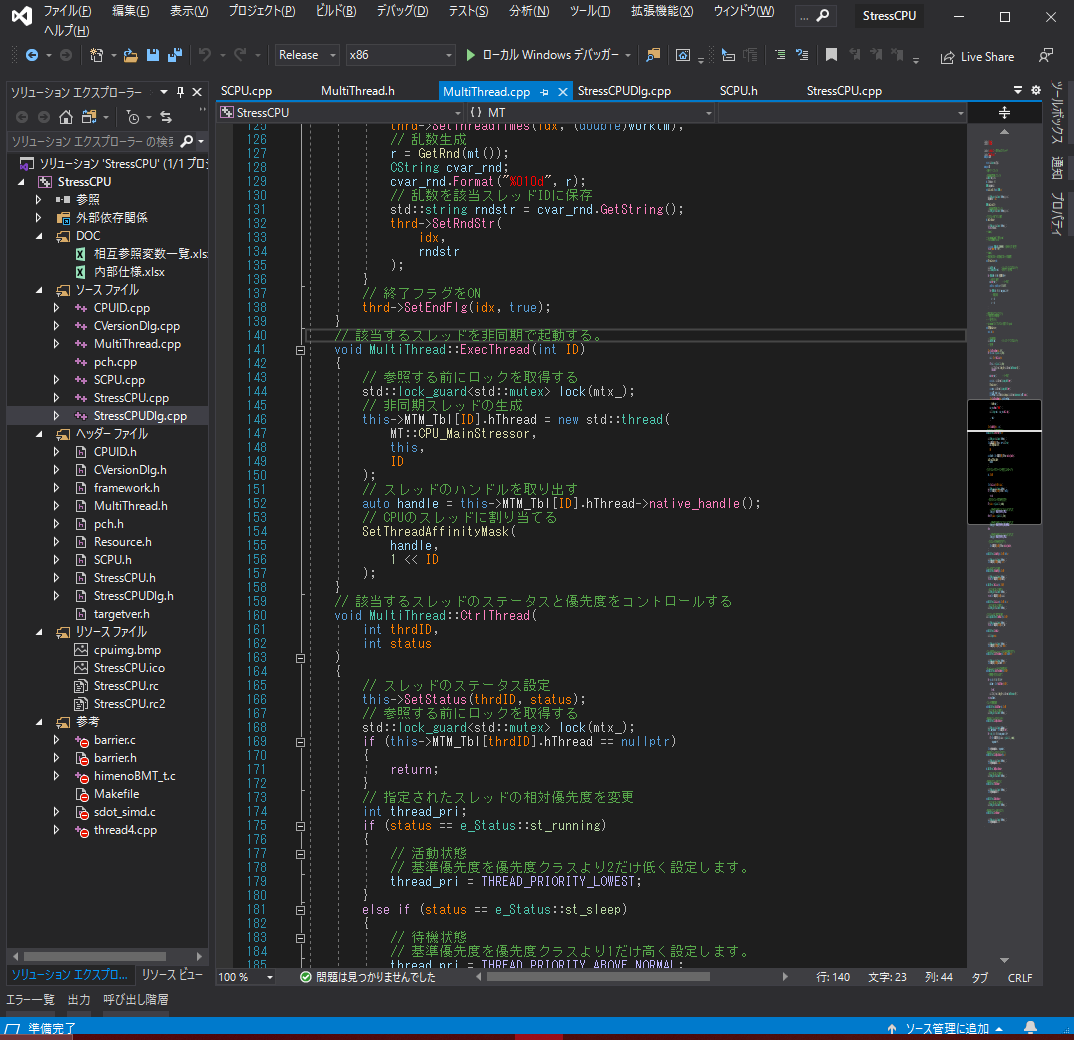 ファイル(F) 編集(E) 表示(V) プロジェクト(P) ビルド(B) デバッグ(D) テスト(S) 分析(N) ツール(T) 拡張機能(X) ウィンドウ(W) ... StressCPU
ヘルプ(H)
Release x86 ローカル Windows デバッガー Live Share
ソリューション エクスプローラー
ソリューション エクスプローラー の検索
ソリューション 'StressCPU' (1/1 プロ
StressCPU
参照
外部依存関係
DOC
相互参照変数一覧.xls
内部仕様.xlsx
ソース ファイル
CPUID.cpp
CVersionDlg.cpp
MultiThread.cpp
pch.cpp
SCPU.cpp
StressCPU.cpp
StressCPUDlg.cpp
ヘッダー ファイル
CPUID.h
CVersionDlg.h
framework.h
MultiThread.h
pch.h
Resource.h
SCPU.h
StressCPU.h
StressCPUDlg.h
targetver.h
リソース ファイル
cpuimg.bmp
StressCPU.ico
StressCPU.rc
StressCPU.rc2
参考
barrier.c
barrier.h
himenoBMT_t.c
Makefile
sdot_simd.c
thread4.cpp
ソリューション エクスプロ... リソース ビュー
SCPU.cpp MultiThread.h MultiThread.cpp StressCPUDlg.cpp SCPU.h StressCPU.cpp
StressCPU { } MT
125 thrd->SetThreadTimes(idx, (double)worktm);
126 // 乱数生成
127 r = GetRnd(mt());
128 CString cvar_rnd;
129 cvar_rnd.Format("%010d", r);
130 // 乱数を該当スレッドIDに保存
131 std::string rndstr = cvar_rnd.GetString();
132 thrd->SetRndStr(
133 idx,
134 rndstr
135 );
136 }
137 // 終了フラグをON
138 thrd->SetEndFlg(idx, true);
139 }
140 // 該当するスレッドを非同期で起動する。
141 void MultiThread::ExecThread(int ID)
142 {
143 // 参照する前にロックを取得する
144 std::lock_guard<std::mutex> lock(mtx_);
145 // 非同期スレッドの生成
146 this->MTM_Tbl[ID].hThread = new std::thread(
147 MT::CPU_MainStressor,
148 this,
149 ID
150 );
151 // スレッドのハンドルを取り出す
152 auto handle = this->MTM_Tbl[ID].hThread->native_handle();
153 // CPUのスレッドに割り当てる
154 SetThreadAffinityMask(
155 handle,
156 1 << ID
157 );
158 }
159 // 該当するスレッドのステータスと優先度をコントロールする
160 void MultiThread::CtrlThread(
161 int thrdID,
162 int status
163 )
164 {
165 // スレッドのステータス設定
166 this->SetStatus(thrdID, status);
167 // 参照する前にロックを取得する
168 std::lock_guard<std::mutex> lock(mtx_);
169 if (this->MTM_Tbl[thrdID].hThread == nullptr)
170 {
171 return;
172 }
173 // 指定されたスレッドの相対優先度を変更
174 int thread_pri;
175 if (status == e_Status::st_running)
176 {
177 // 活動状態
178 // 基準優先度を優先度クラスより2だけ低く設定します。
179 thread_pri = THREAD_PRIORITY_LOWEST;
180 }
181 else if (status == e_Status::st_sleep)
182 {
183 // 待機状態
184 // 基準優先度を優先度クラスより1だけ高く設定します。
185 thread_pri = THREAD_PRIORITY_ABOVE_NORMAL;
100 % 問題は見つかりませんでした 行: 140 文字: 23 列: 44 タブ CRLF
ツールボックス
通知
プロパティ
エラー一覧 出力 呼び出し階層
準備完了 ソース管理に追加